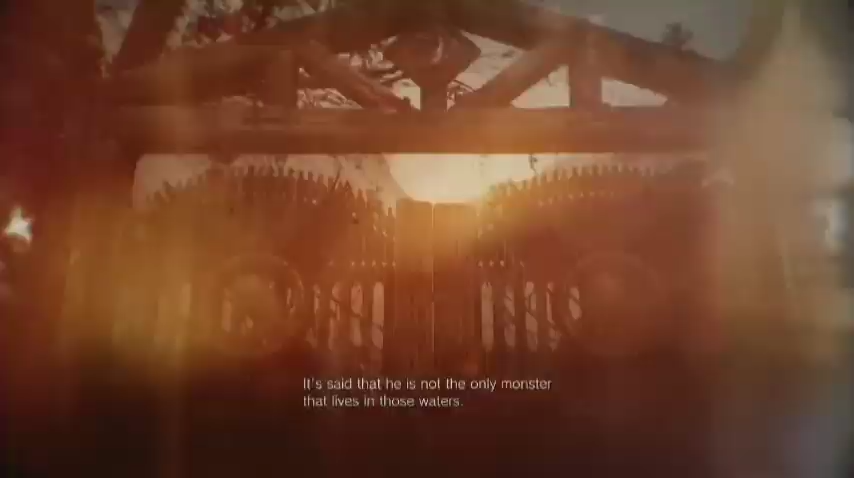 It's said that he is not the only monster
that lives in those waters.